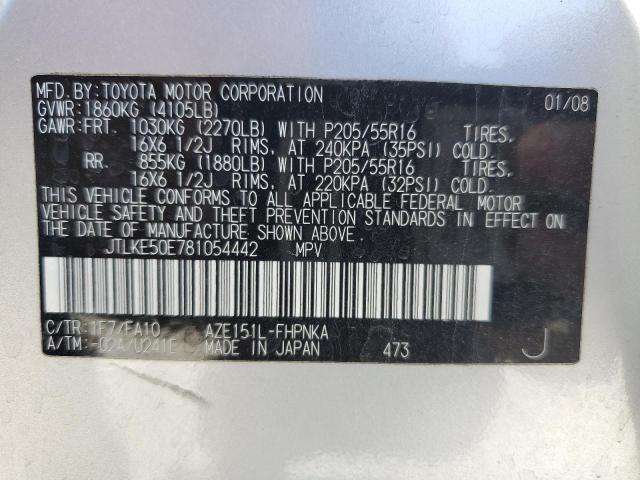 MFD. BY: TOYOTA MOTOR CORPORATION 01/08
GVWR: 1860KG (4105LB)
GAWR: FRT. 1030KG (2270LB) WITH P205/55R16 TIRES,
16X6 1/2J RIMS, AT 240KPA (35PSI) COLD.
RR. 855KG (1880LB) WITH P205/55R16 TIRES,
16X6 1/2J RIMS, AT 220KPA (32PSI) COLD.
THIS VEHICLE CONFORMS TO ALL APPLICABLE FEDERAL MOTOR
VEHICLE SAFETY AND THEFT PREVENTION STANDARDS IN EFFECT ON
THE DATE OF MANUFACTURE SHOWN ABOVE.
JTLKE50E781054442 MPV
C/TR: 1F7/FA10 AZE151L-FHPNKA
A/TM: -02A/U241E MADE IN JAPAN 473 J